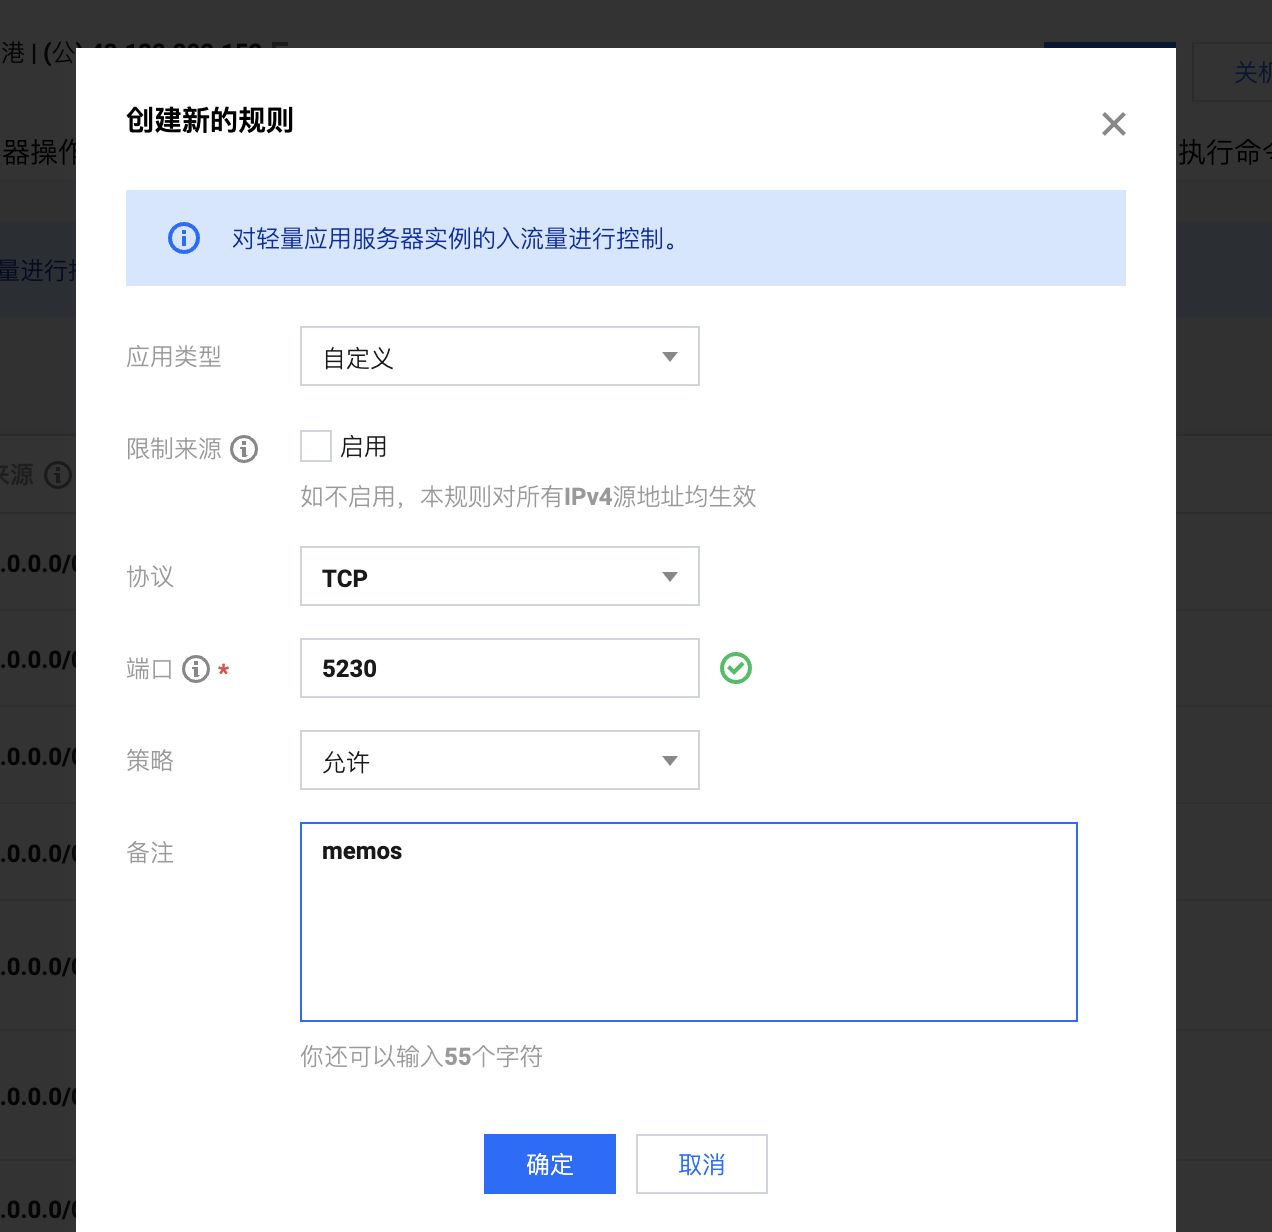 港 | (公)
关机
创建新的规则
器操作
执行命令
对轻量应用服务器实例的入流量进行控制。
量进行
应用类型
自定义
限制来源
启用
来源
如不启用，本规则对所有IPv4源地址均生效
.0.0.0/0
协议
TCP
.0.0.0/0
端口 *
5230
.0.0.0/0
策略
允许
.0.0.0/0
备注
memos
.0.0.0/0
你还可以输入55个字符
.0.0.0/0
确定
取消
.0.0.0/0